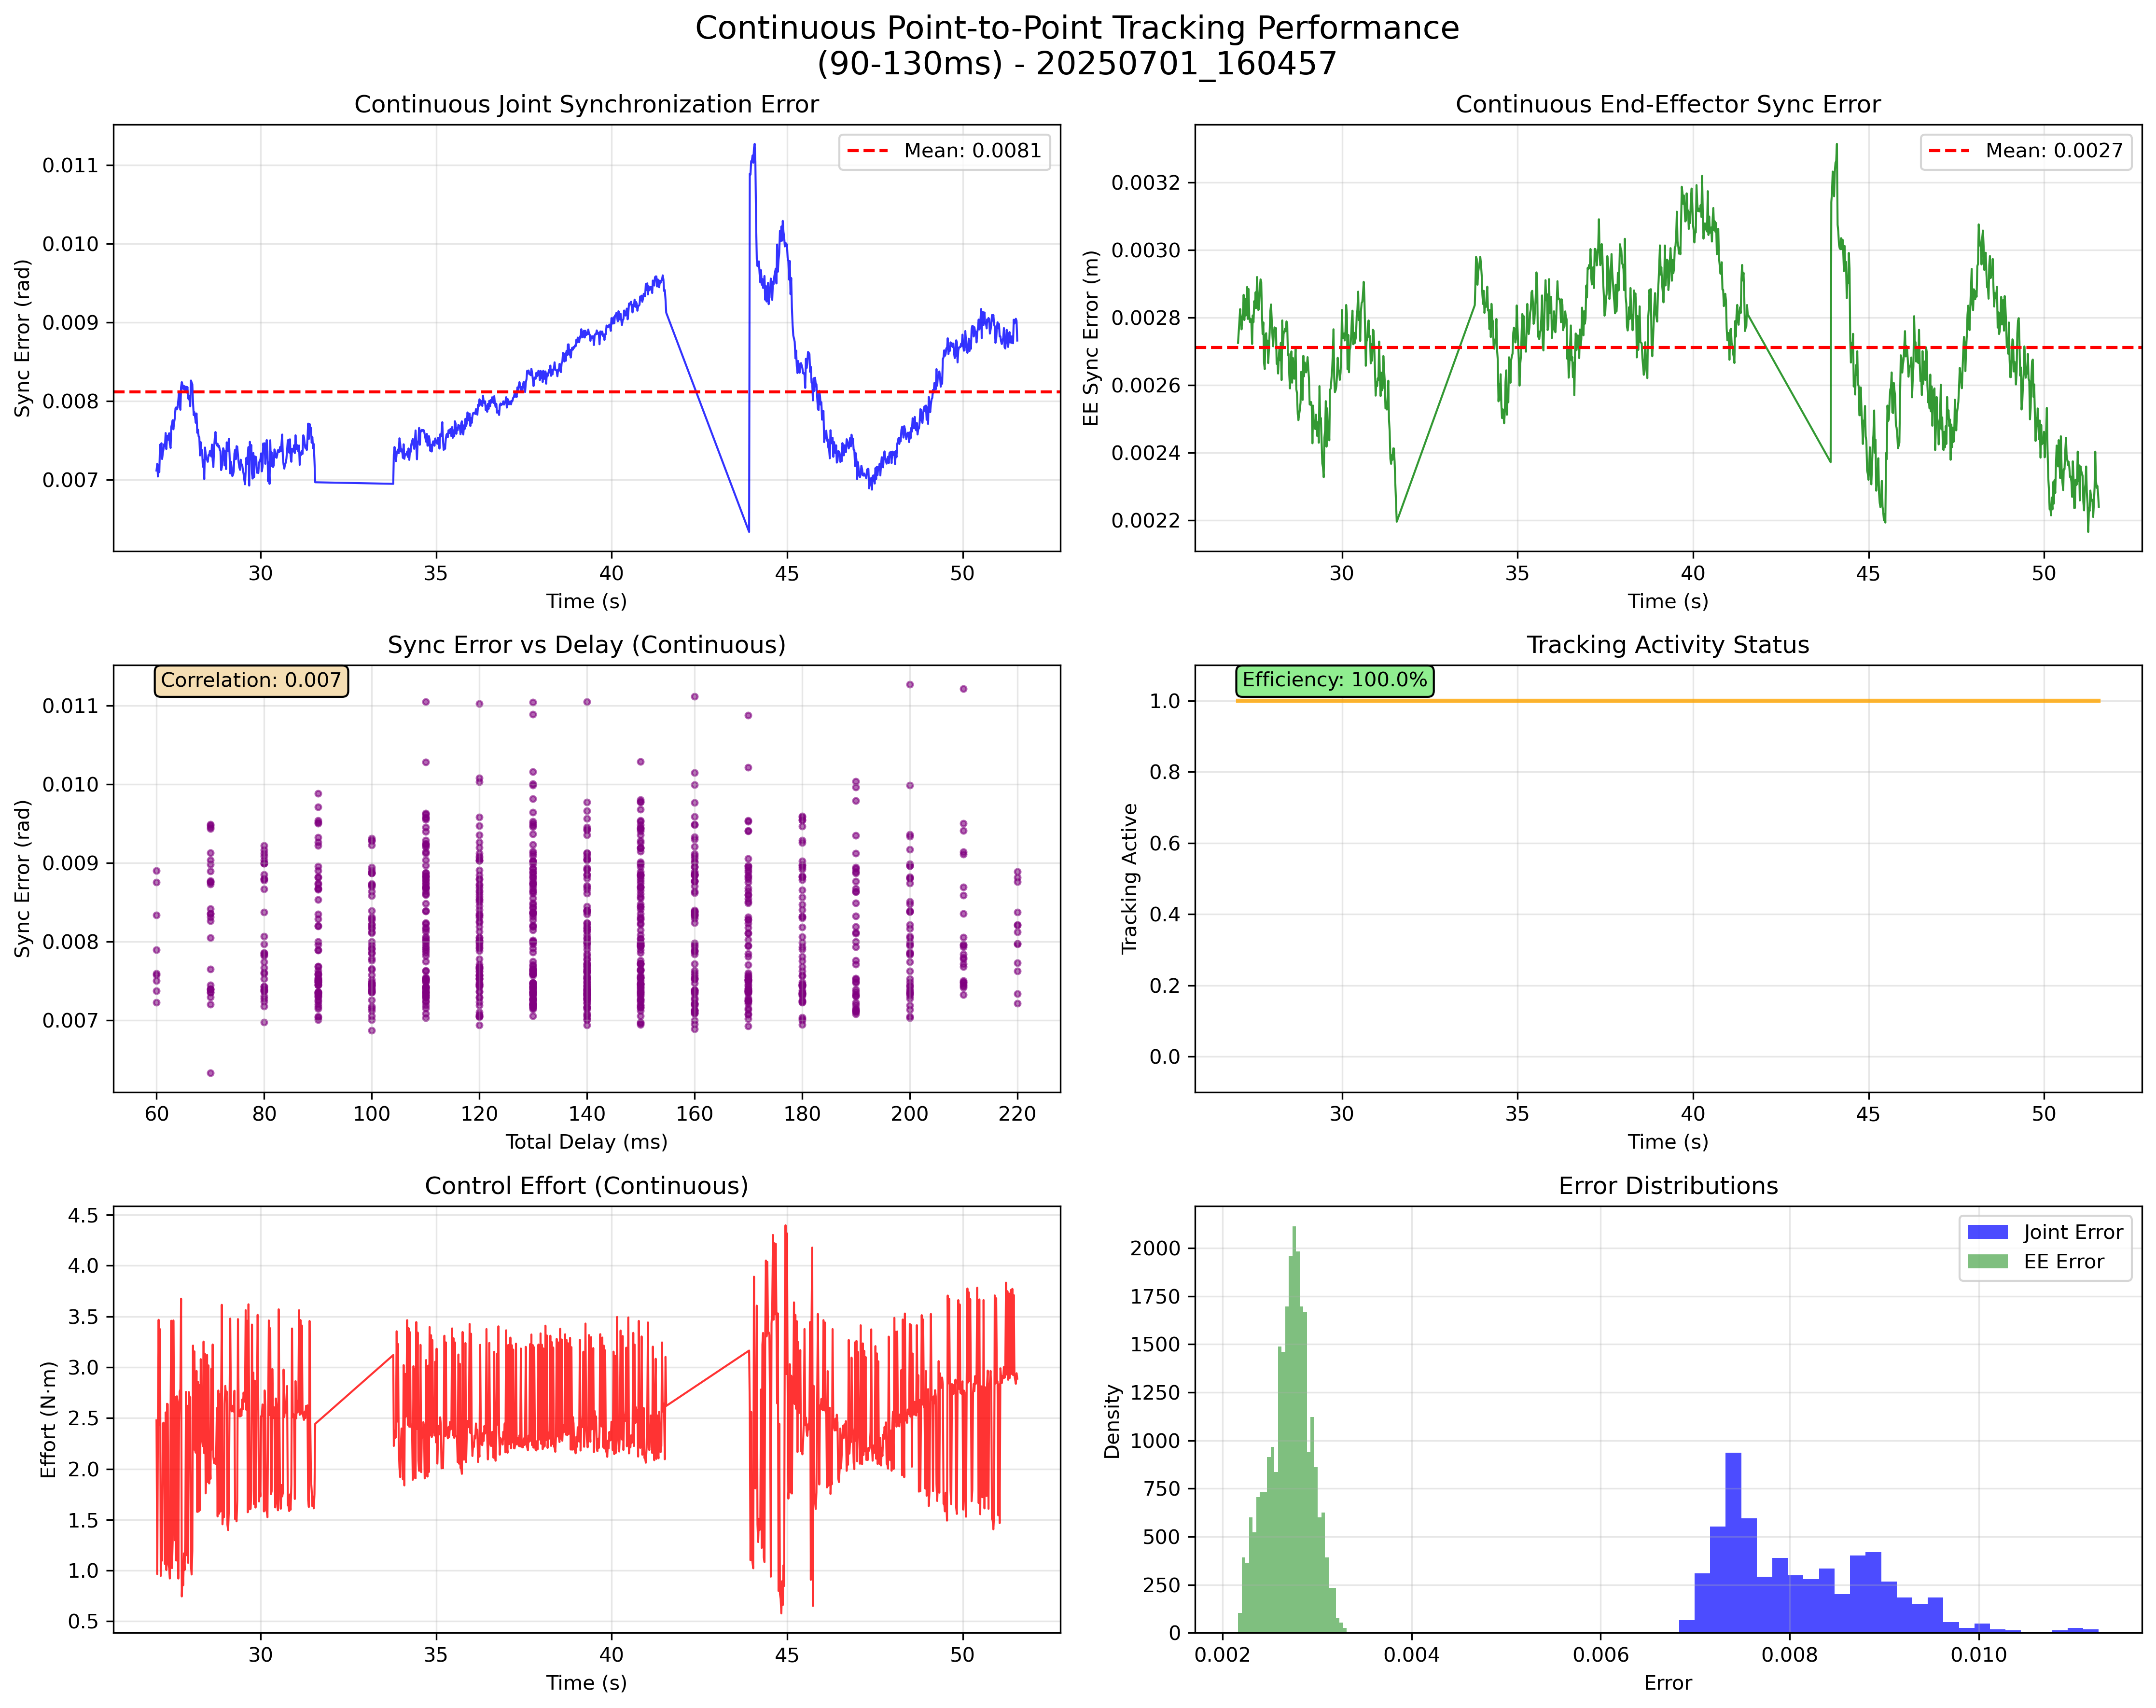 Continuous Point-to-Point Tracking Performance
(90-130ms) - 20250701_160457
Continuous Joint Synchronization Error
Sync Error (rad)
0.011
0.010
0.009
0.008
0.007
Mean: 0.0081
30 35 40 45 50
Time (s)
Continuous End-Effector Sync Error
EE Sync Error (m)
0.0032
0.0030
0.0028
0.0026
0.0024
0.0022
Mean: 0.0027
30 35 40 45 50
Time (s)
Sync Error vs Delay (Continuous)
Correlation: 0.007
Sync Error (rad)
0.011
0.010
0.009
0.008
0.007
60 80 100 120 140 160 180 200 220
Total Delay (ms)
Tracking Activity Status
Efficiency: 100.0%
Tracking Active
1.0
0.8
0.6
0.4
0.2
0.0
30 35 40 45 50
Time (s)
Control Effort (Continuous)
Effort (N·m)
4.5
4.0
3.5
3.0
2.5
2.0
1.5
1.0
0.5
30 35 40 45 50
Time (s)
Error Distributions
Density
2000
1750
1500
1250
1000
750
500
250
0
Joint Error
EE Error
0.002 0.004 0.006 0.008 0.010
Error